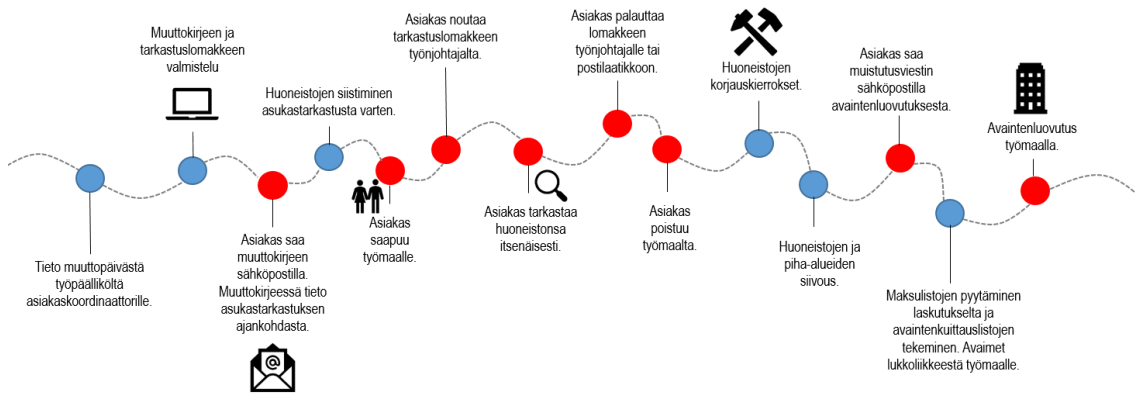 Tieto muuttopäivästä
työpäälliköltä
asiakaskoordinaattorille.
Muuttokirjeen ja
tarkastuslomakkeen
valmistelu
Asiakas saa
muuttokirjeen
sähköpostilla.
Muuttokirjeessä tieto
asukastarkastuksen
ajankohdasta.
@
Huoneistojen siistiminen
asukastarkastusta varten.
Asiakas
saapuu
työmaalle.
Asiakas noutaa
tarkastuslomakkeen
työnjohtajalta.
Asiakas tarkastaa
huoneistonsa
itsenäisesti.
Asiakas palauttaa
lomakkeen
työnjohtajalle tai
postilaatikkoon.
Asiakas
poistuu
työmaalta.
Huoneistojen
korjauskierrokset.
Huoneistojen ja
piha-alueiden
siivous.
Asiakas saa
muistutusviestin
sähköpostilla
avaintenluovutuksesta.
Maksulistojen pyytäminen
laskutukselta ja
avaintenkuittauslistojen
tekeminen. Avaimet
lukkoliikkeestä työmaalle.
Avaintenluovutus
työmaalla.